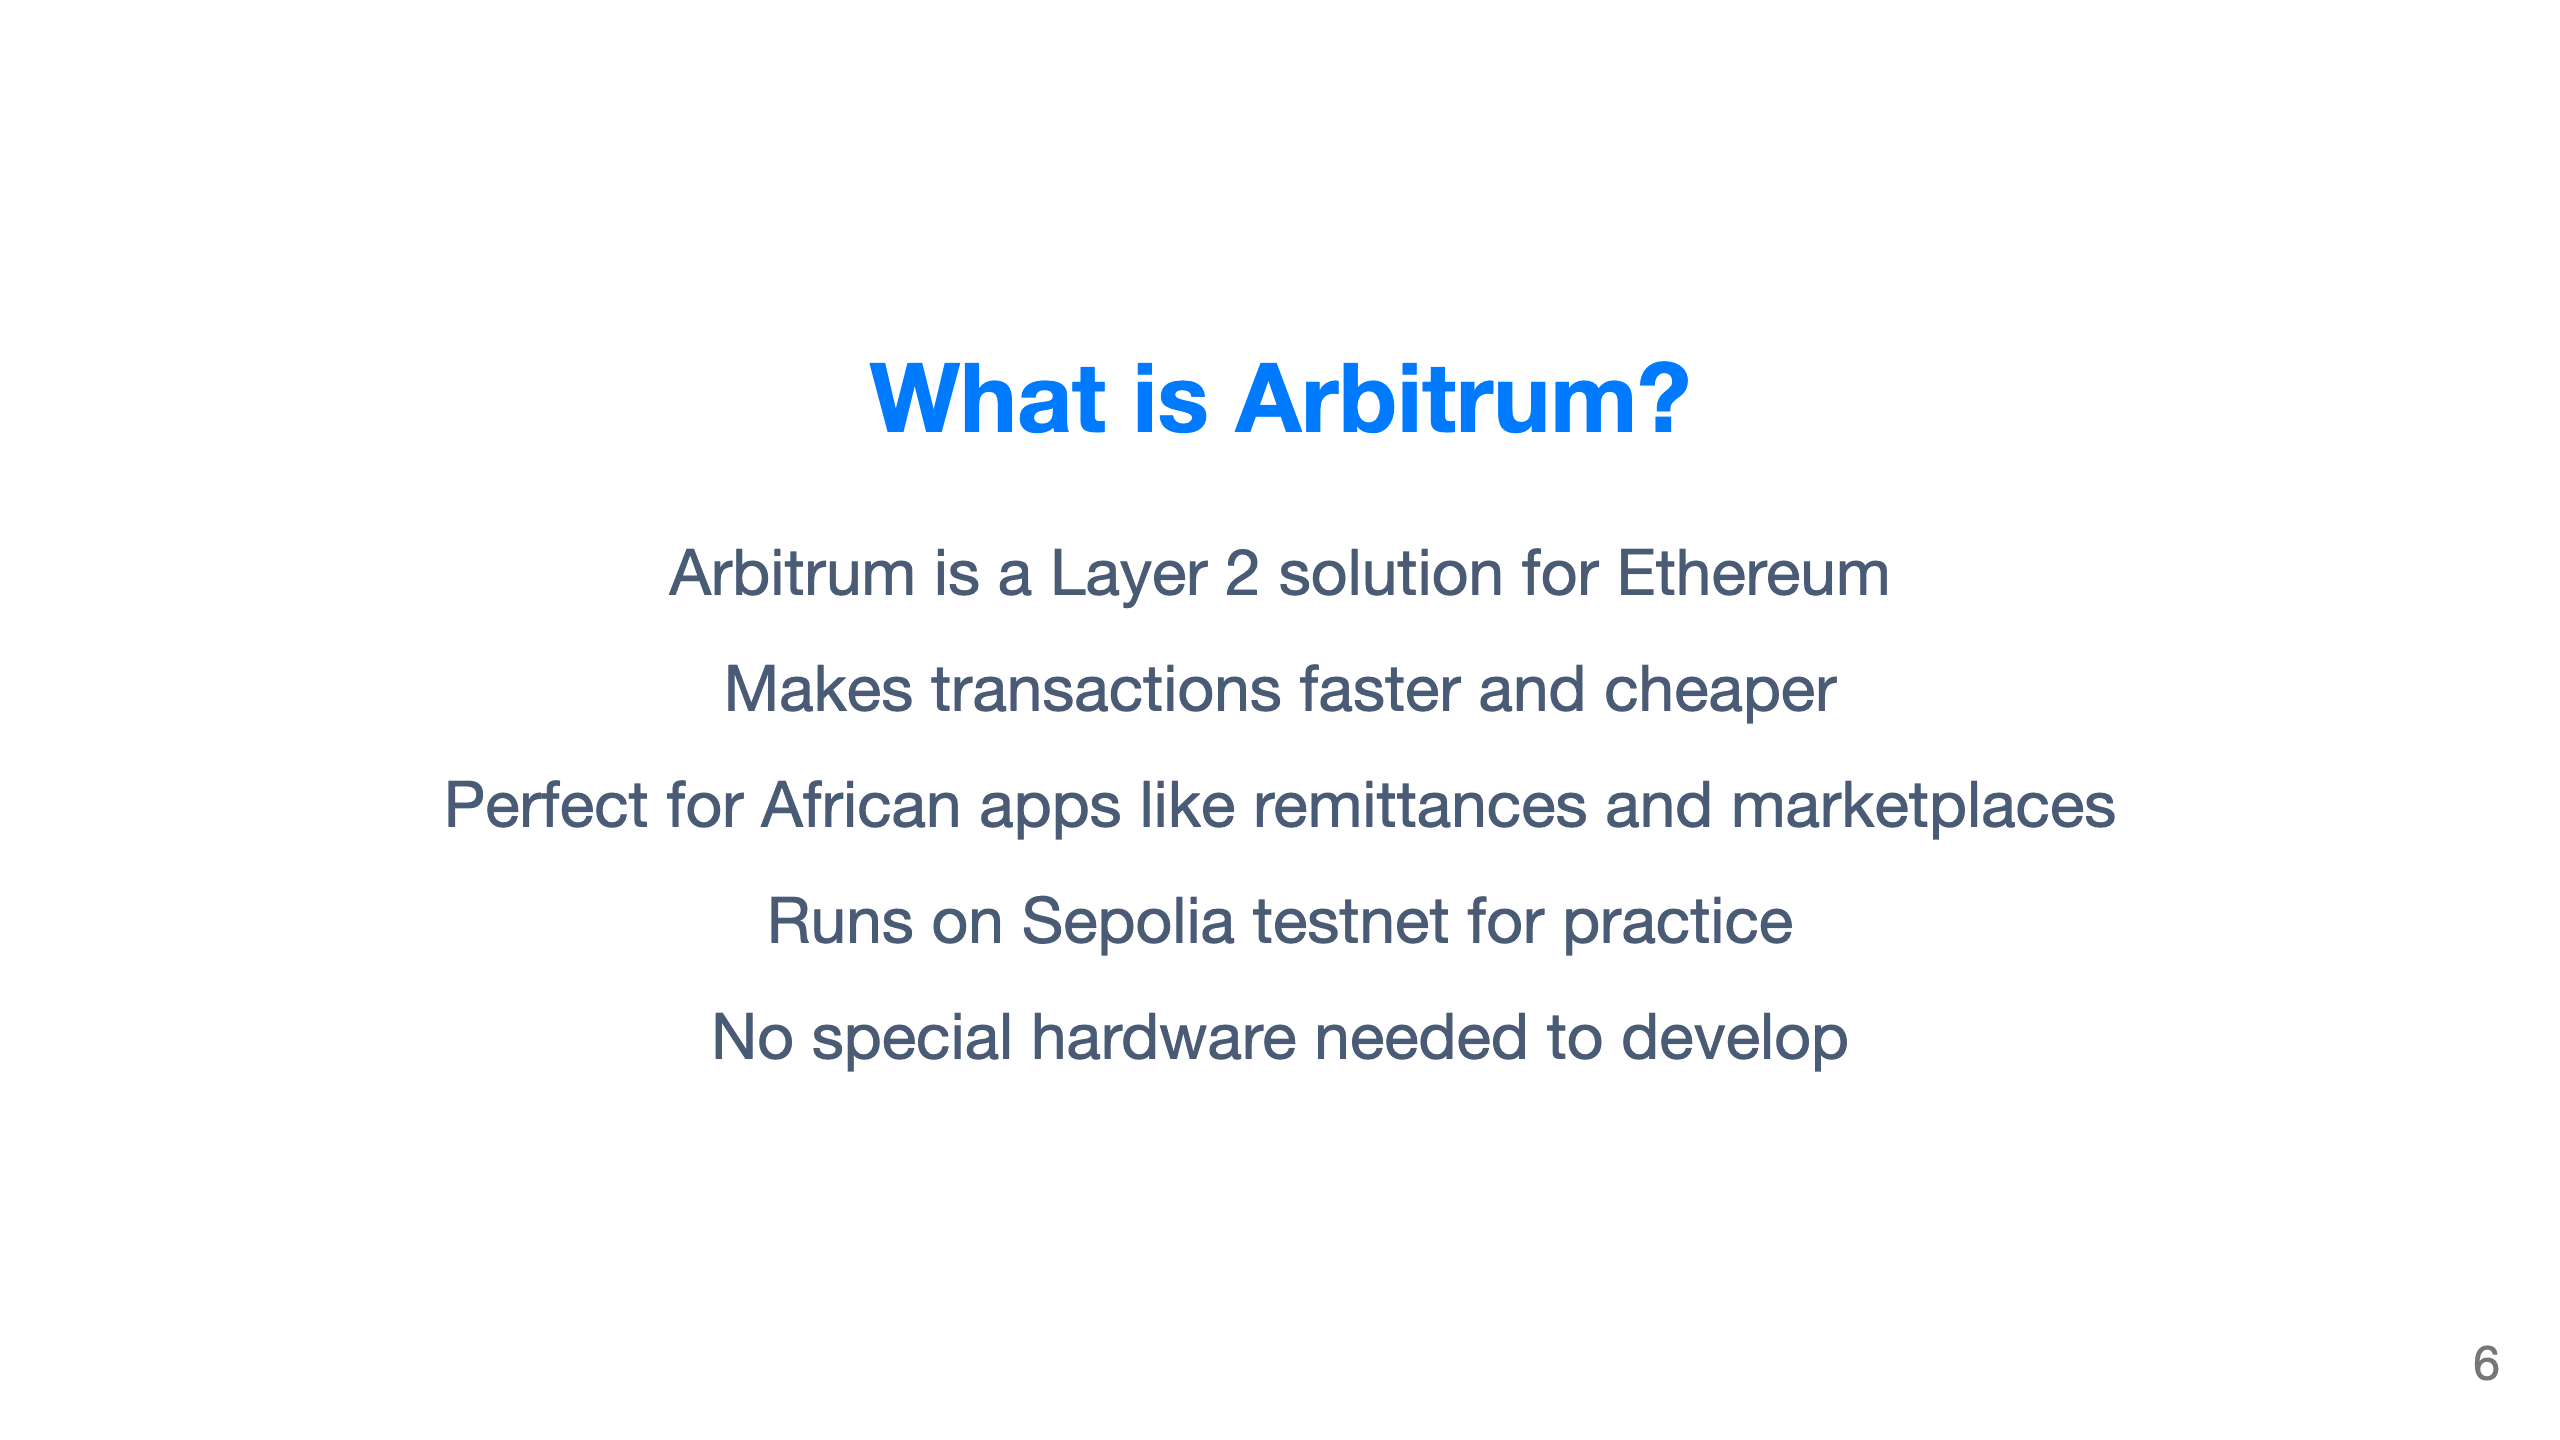 What is Arbitrum?
Arbitrum is a Layer 2 solution for Ethereum
Makes transactions faster and cheaper
Perfect for African apps like remittances and marketplaces
Runs on Sepolia testnet for practice
No special hardware needed to develop
6